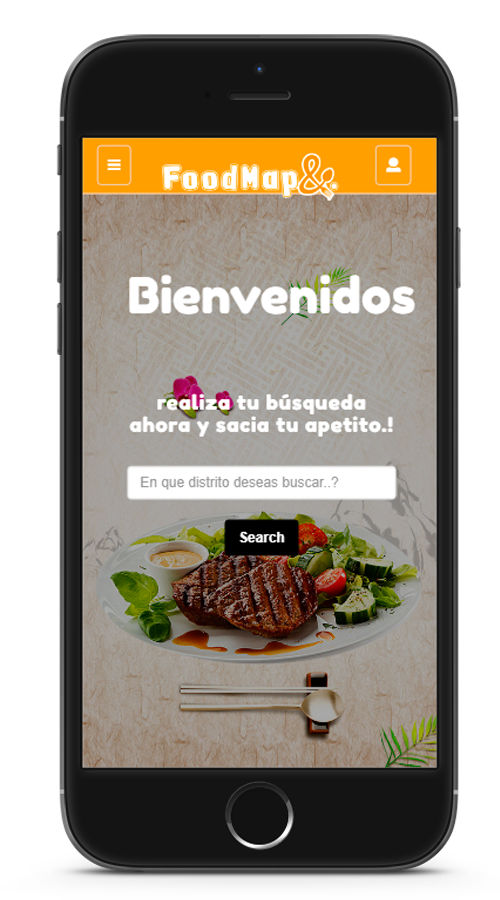 FoodMap&
Bienvenidos
realiza tu búsqueda
ahora y sacia tu apetito.!
En que distrito deseas buscar..?
Search